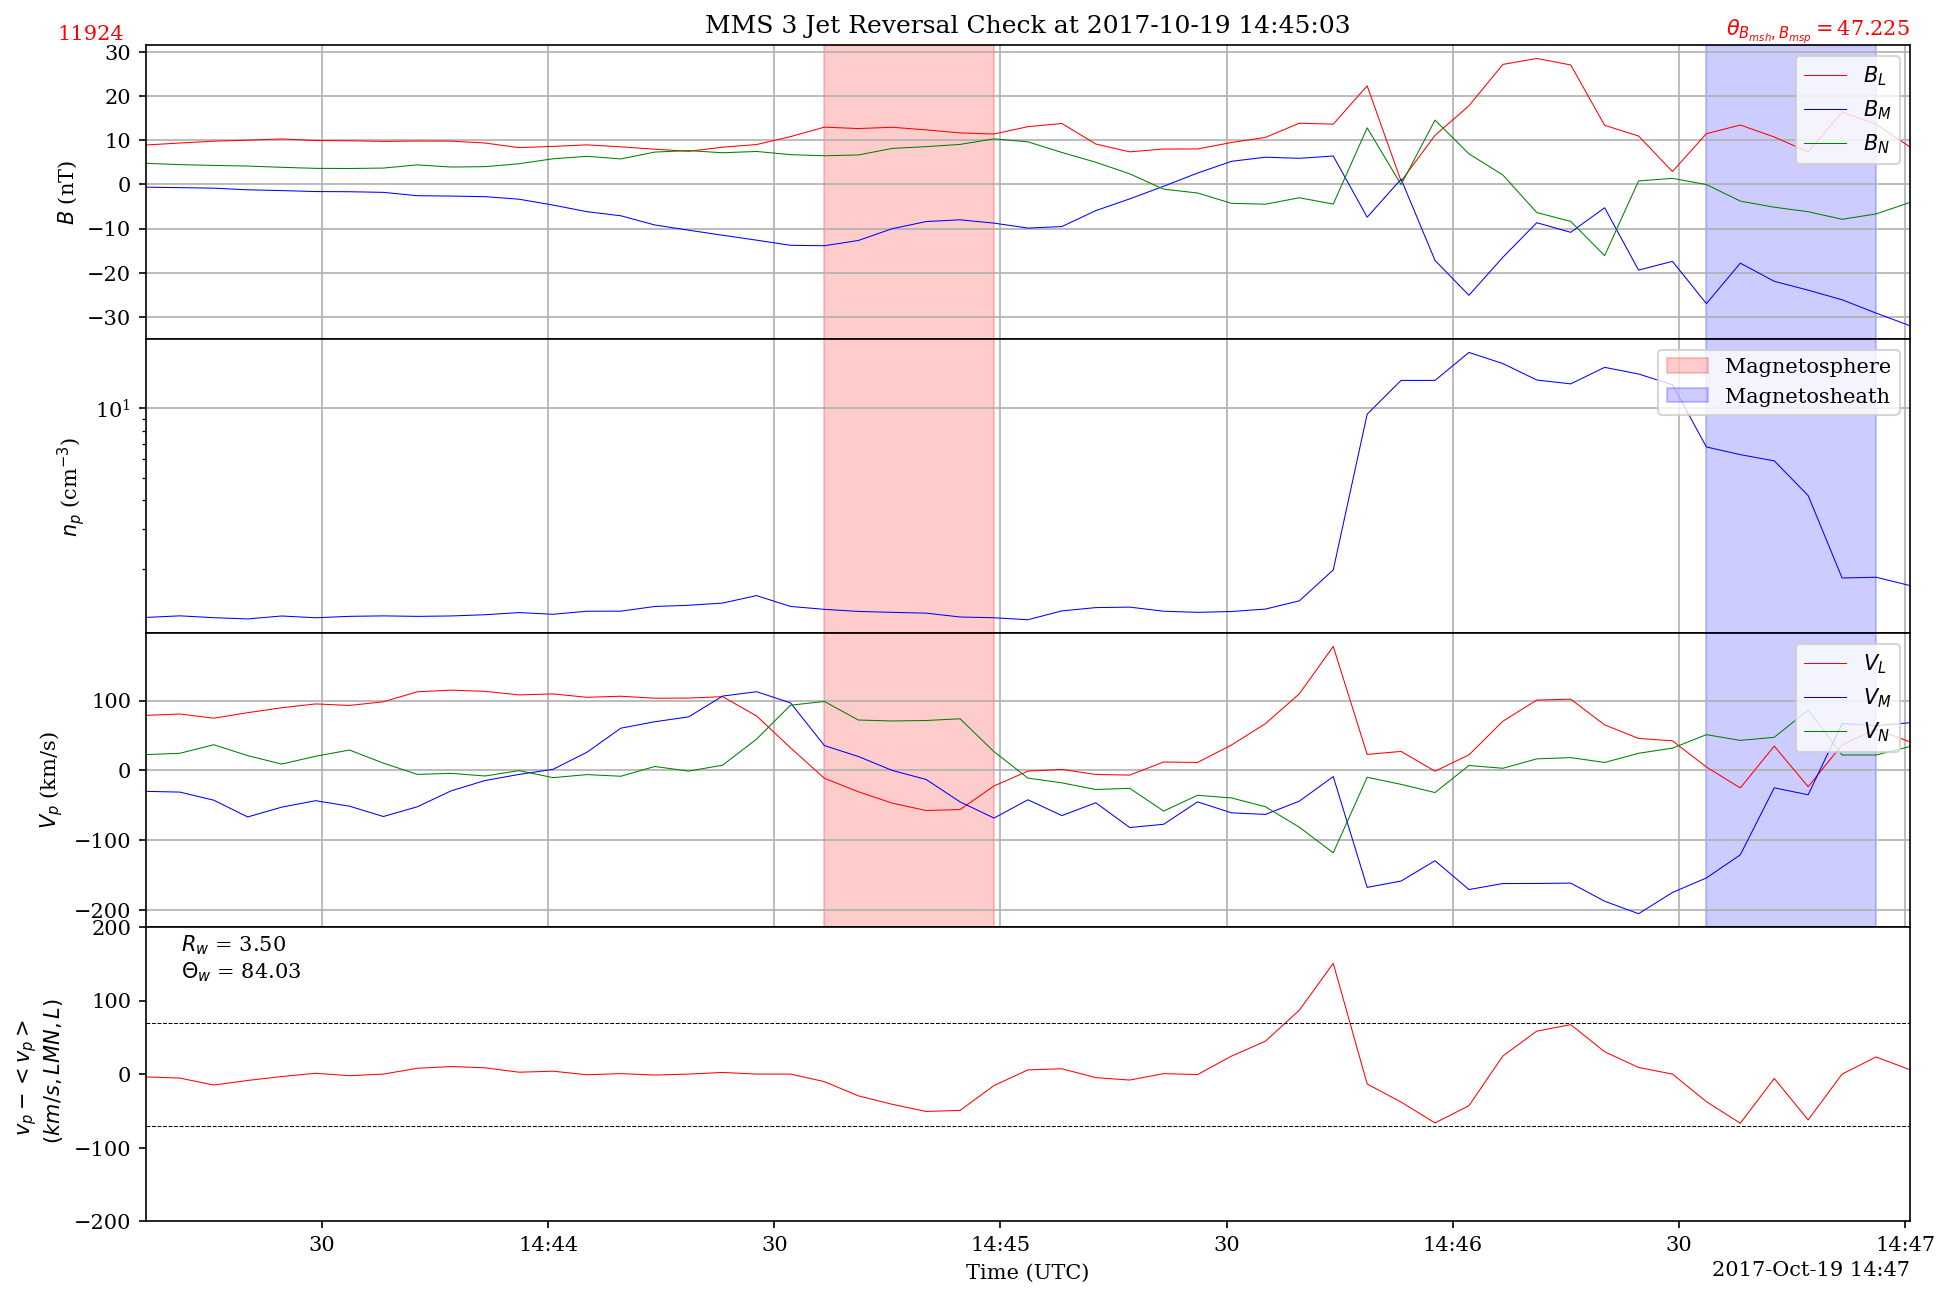 MMS 3 Jet Reversal Check at 2017-10-19 14:45:03
11924
θ_{B_{msh}, B_{msp}} = 47.225
30
20
10
0
−10
−20
−30
B (nT)
B_L
B_M
B_N
10^1
n_p (cm^{−3})
Magnetosphere
Magnetosheath
100
0
−100
−200
V_p (km/s)
V_L
V_M
V_N
200
100
0
−100
−200
v_p − < v_p >
(km/s, LMN, L)
R_w = 3.50
Θ_w = 84.03
30
14:44
30
14:45
30
14:46
30
14:47
Time (UTC)
2017-Oct-19 14:47